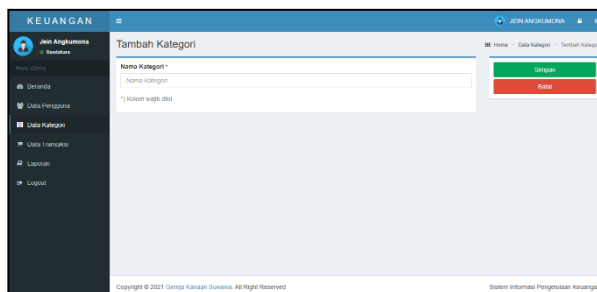 KEUANGAN
JEIN ANGKUMONA
Jein Angkumona
Bendahara
Tambah Kategori
Home > Data Kategori > Tambah
Menu Utama
Nama Kategori *
Nama Kategori
*) Kolom wajib diisi
Simpan
Batal
Beranda
Data Pengguna
Data Kategori
Data Transaksi
Laporan
Logout
Copyright © 2021 Gereja Kanaan Suwawa. All Right Reserved
Sistem Informasi Pengelolaan